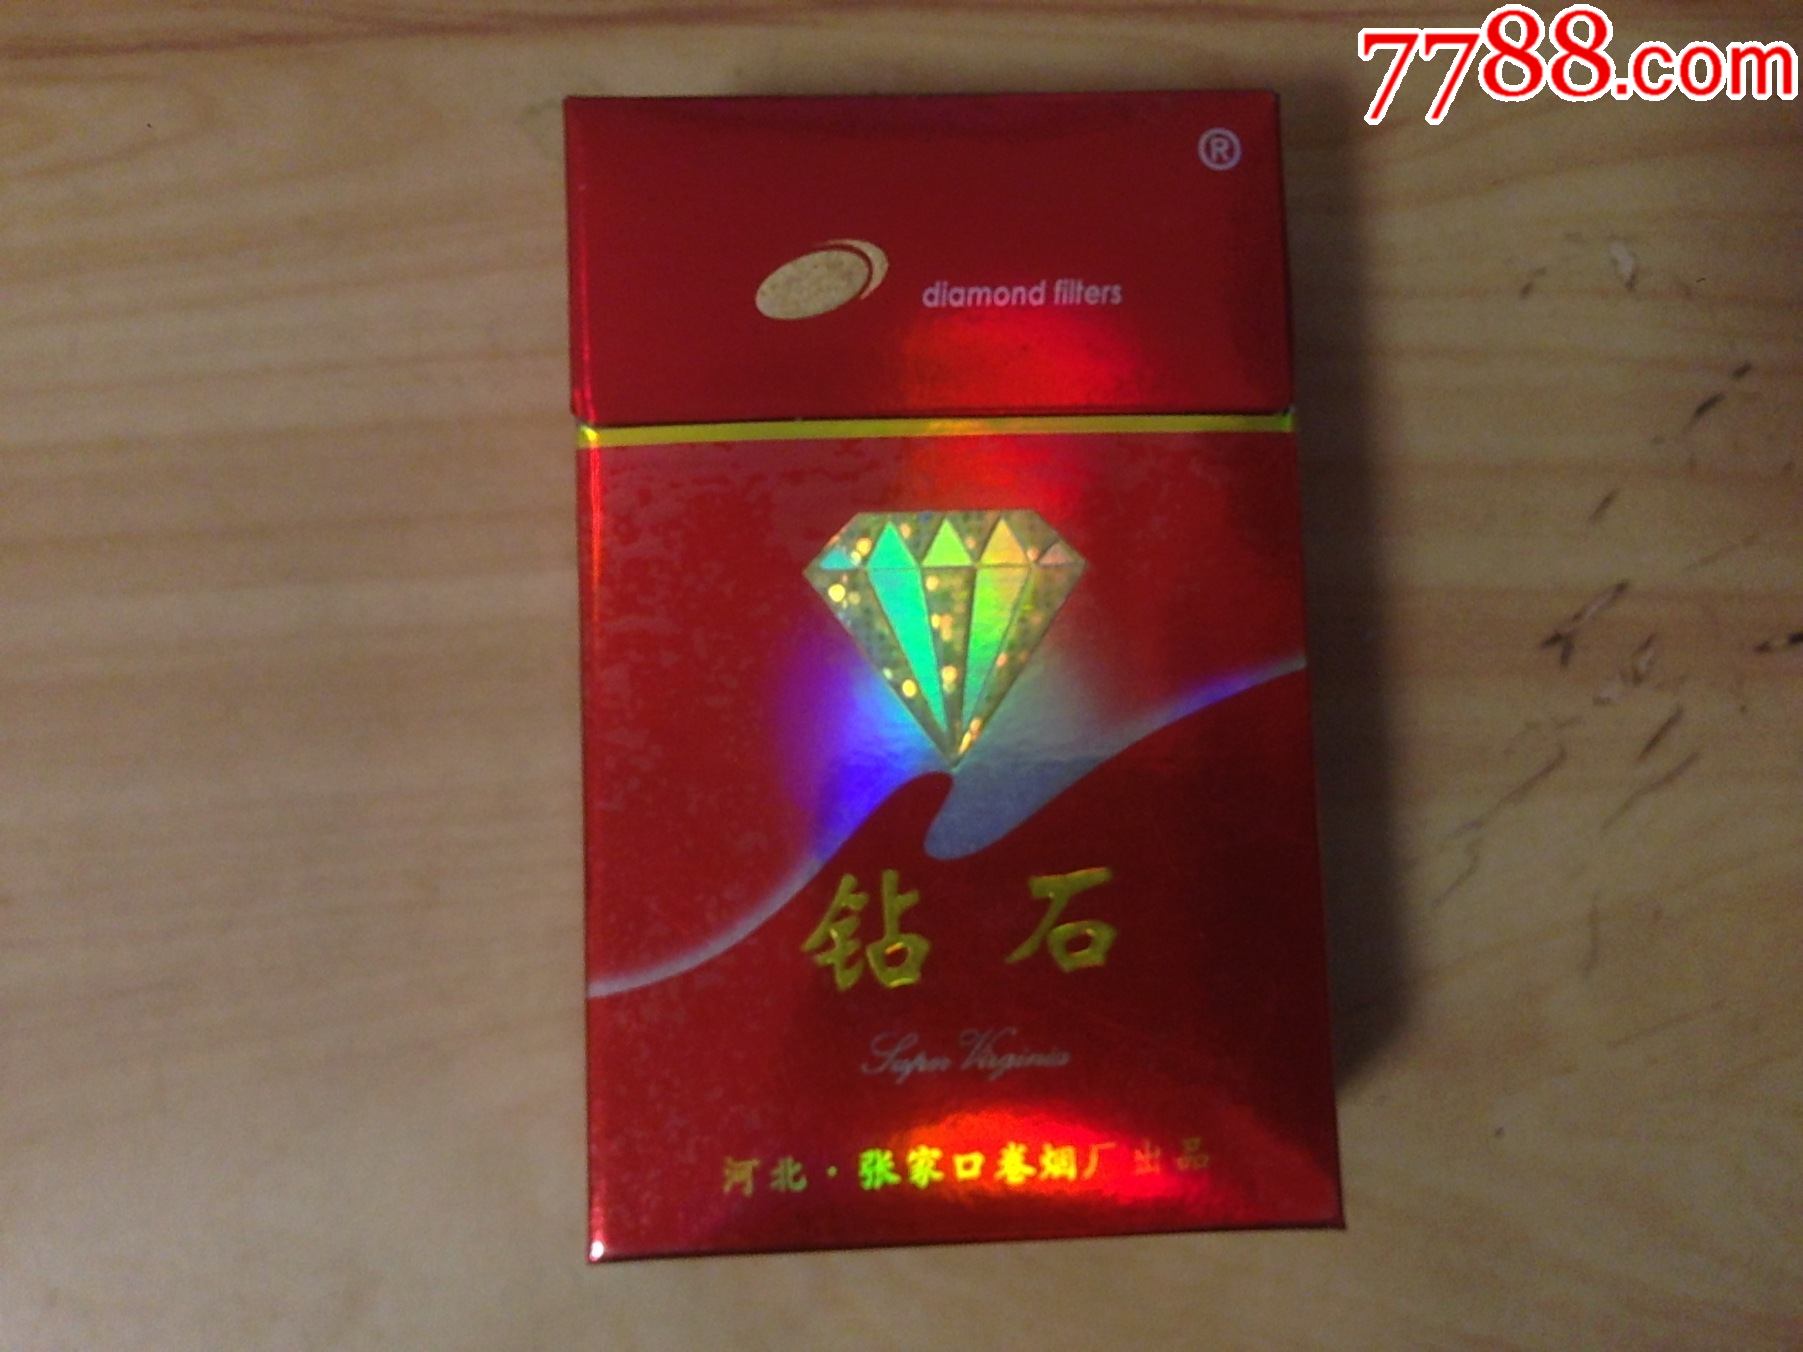 7788.com
®
diamond filters
钻石
Super Virginia
河北·张家口卷烟厂出品